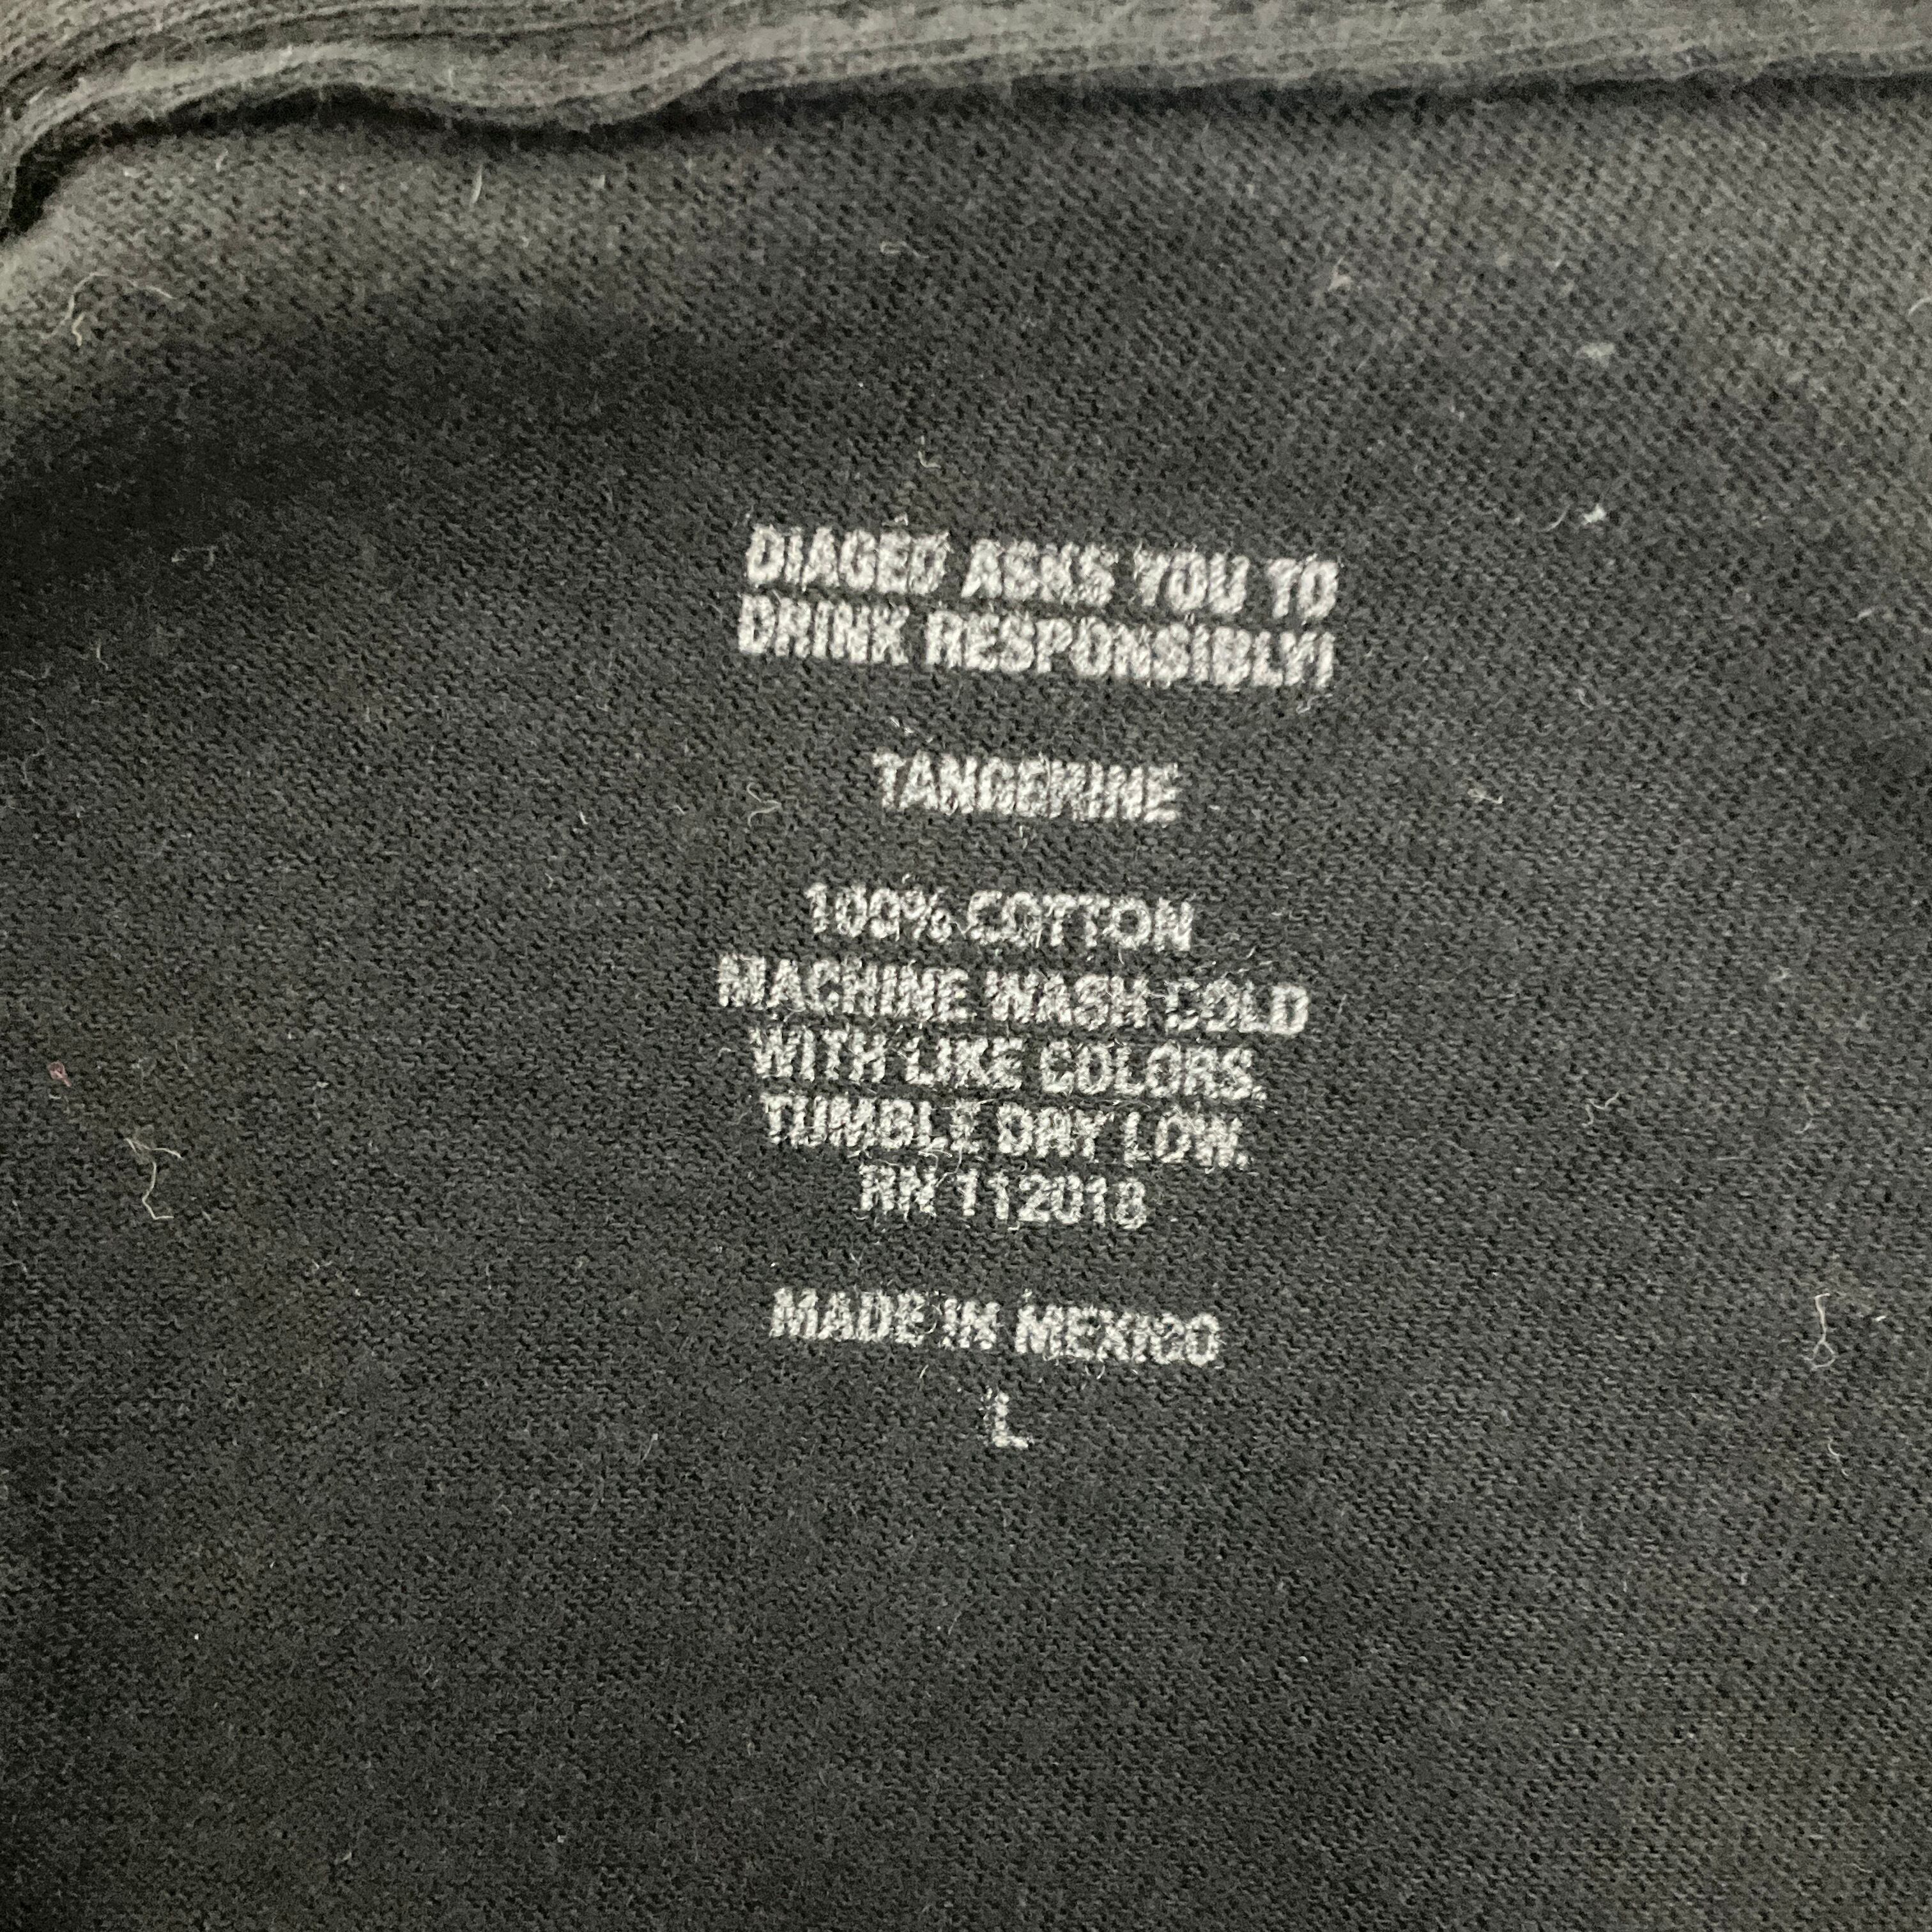 DIAGEO ASKS YOU TO
DRINK RESPONSIBLY!
TANGERINE
100% COTTON
MACHINE WASH COLD
WITH LIKE COLORS.
TUMBLE DRY LOW.
RN 112018
MADE IN MEXICO
L